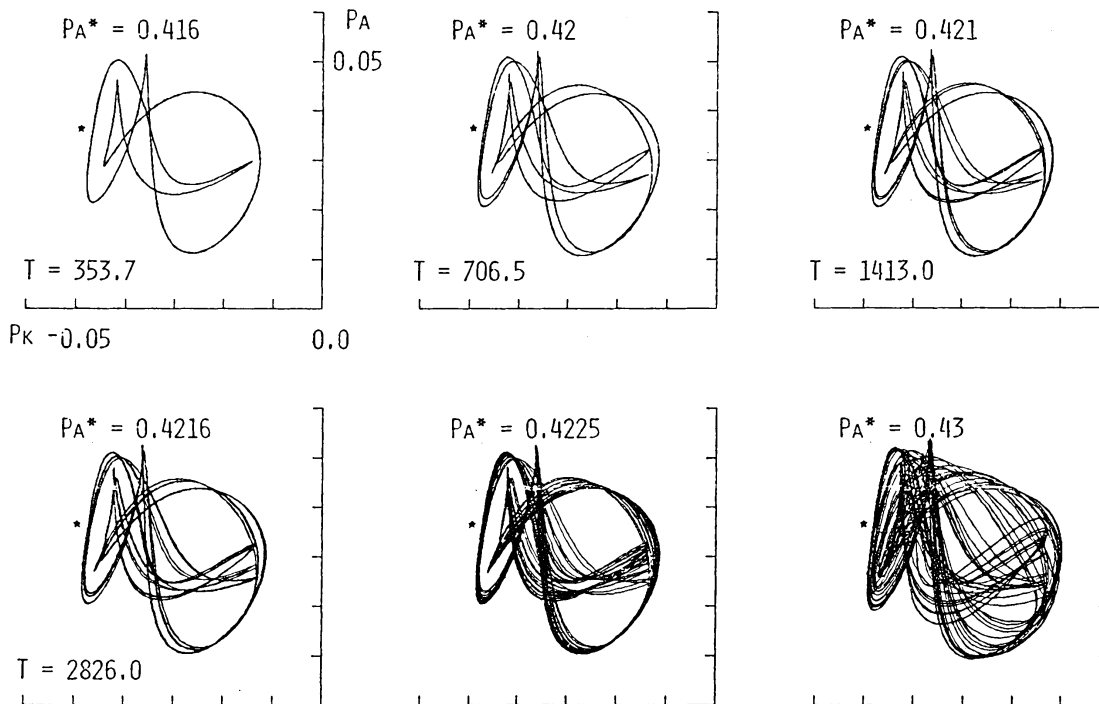 PA* = 0.416
PA
0.05
*
T = 353.7
PK -0.05
0.0
PA* = 0.42
*
T = 706.5
PA* = 0.421
*
T = 1413.0
PA* = 0.4216
*
T = 2826.0
PA* = 0.4225
*
PA* = 0.43
*